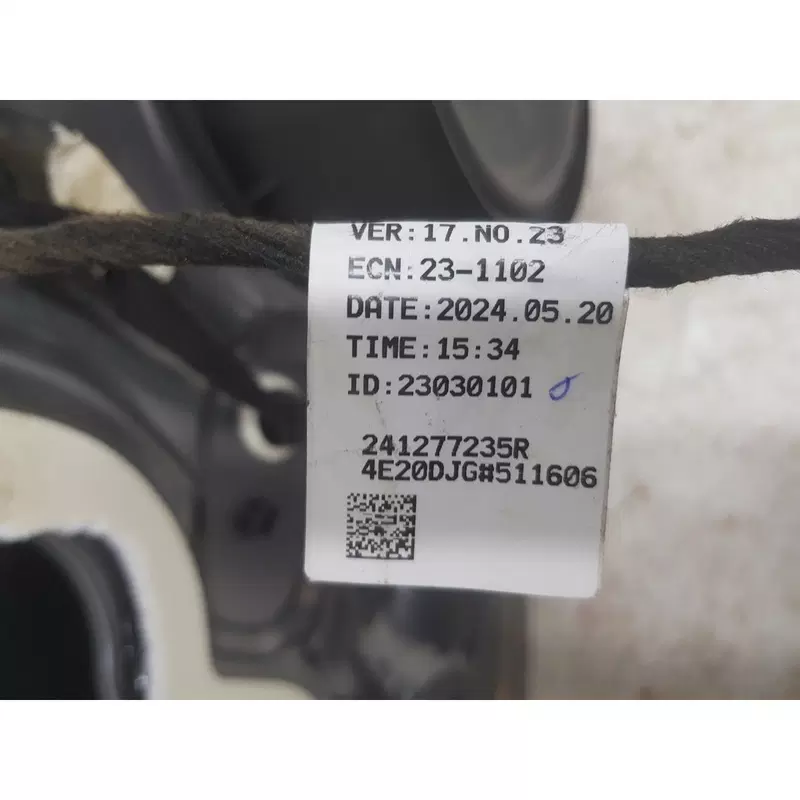 VER:17.NO.23
ECN:23-1102
DATE:2024.05.20
TIME:15:34
ID:23030101
241277235R
4E20DJG#511606